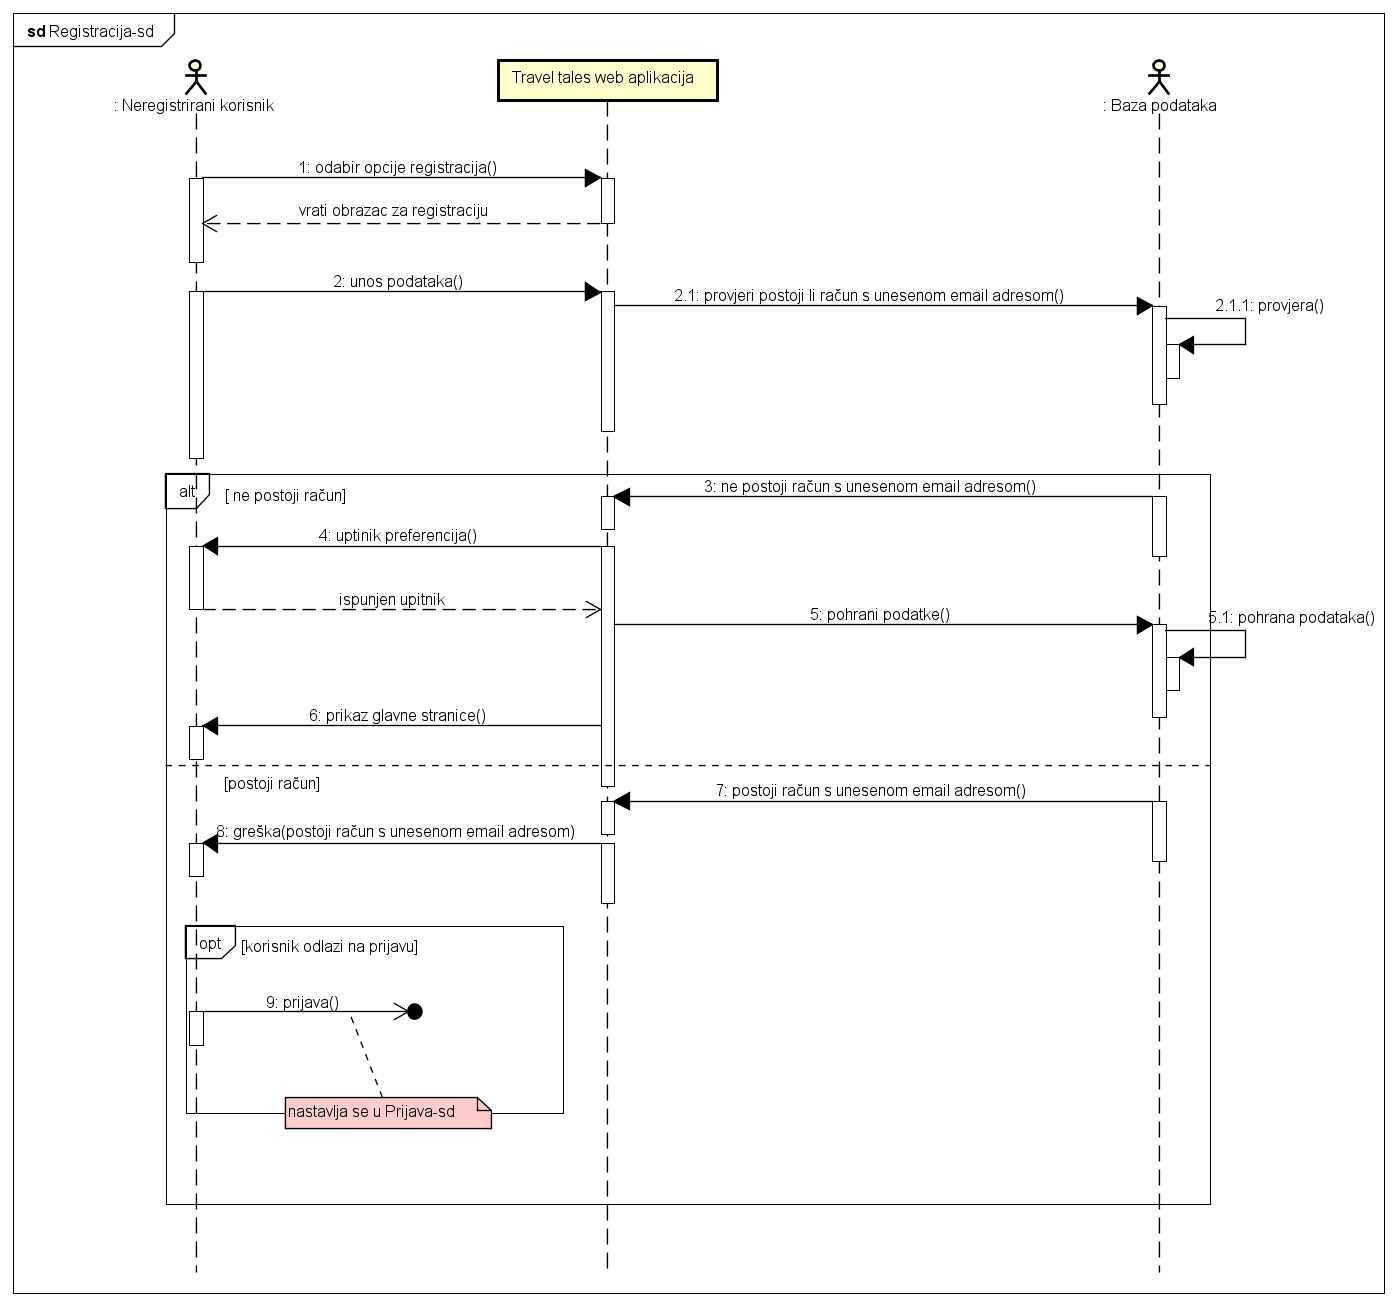 sd Registracija-sd
: Neregistrirani korisnik
Travel tales web aplikacija
: Baza podataka
1: odabir opcije registracija()
vrati obrazac za registraciju
2: unos podataka()
2.1: provjeri postoji li račun s unesenom email adresom()
2.1.1: provjera()
alt
[ ne postoji račun]
3: ne postoji račun s unesenom email adresom()
4: uptinik preferencija()
ispunjen upitnik
5: pohrani podatke()
5.1: pohrana podataka()
6: prikaz glavne stranice()
[postoji račun]
7: postoji račun s unesenom email adresom()
8: greška(postoji račun s unesenom email adresom)
opt
[korisnik odlazi na prijavu]
9: prijava()
nastavlja se u Prijava-sd